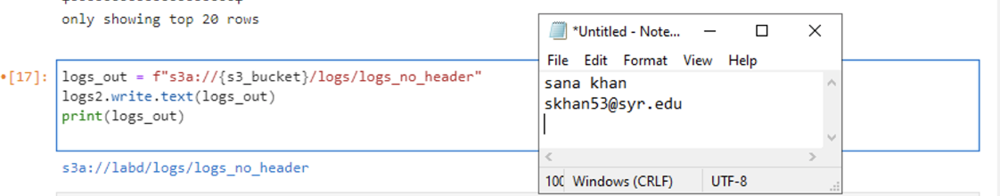 only showing top 20 rows
[17]:
logs_out = f"s3a://{s3_bucket}/logs/logs_no_header"
logs2.write.text(logs_out)
print(logs_out)
s3a://labd/logs/logs_no_header
*Untitled - Note...
File Edit Format View Help
sana khan
skhan53@syr.edu
100 Windows (CRLF) UTF-8